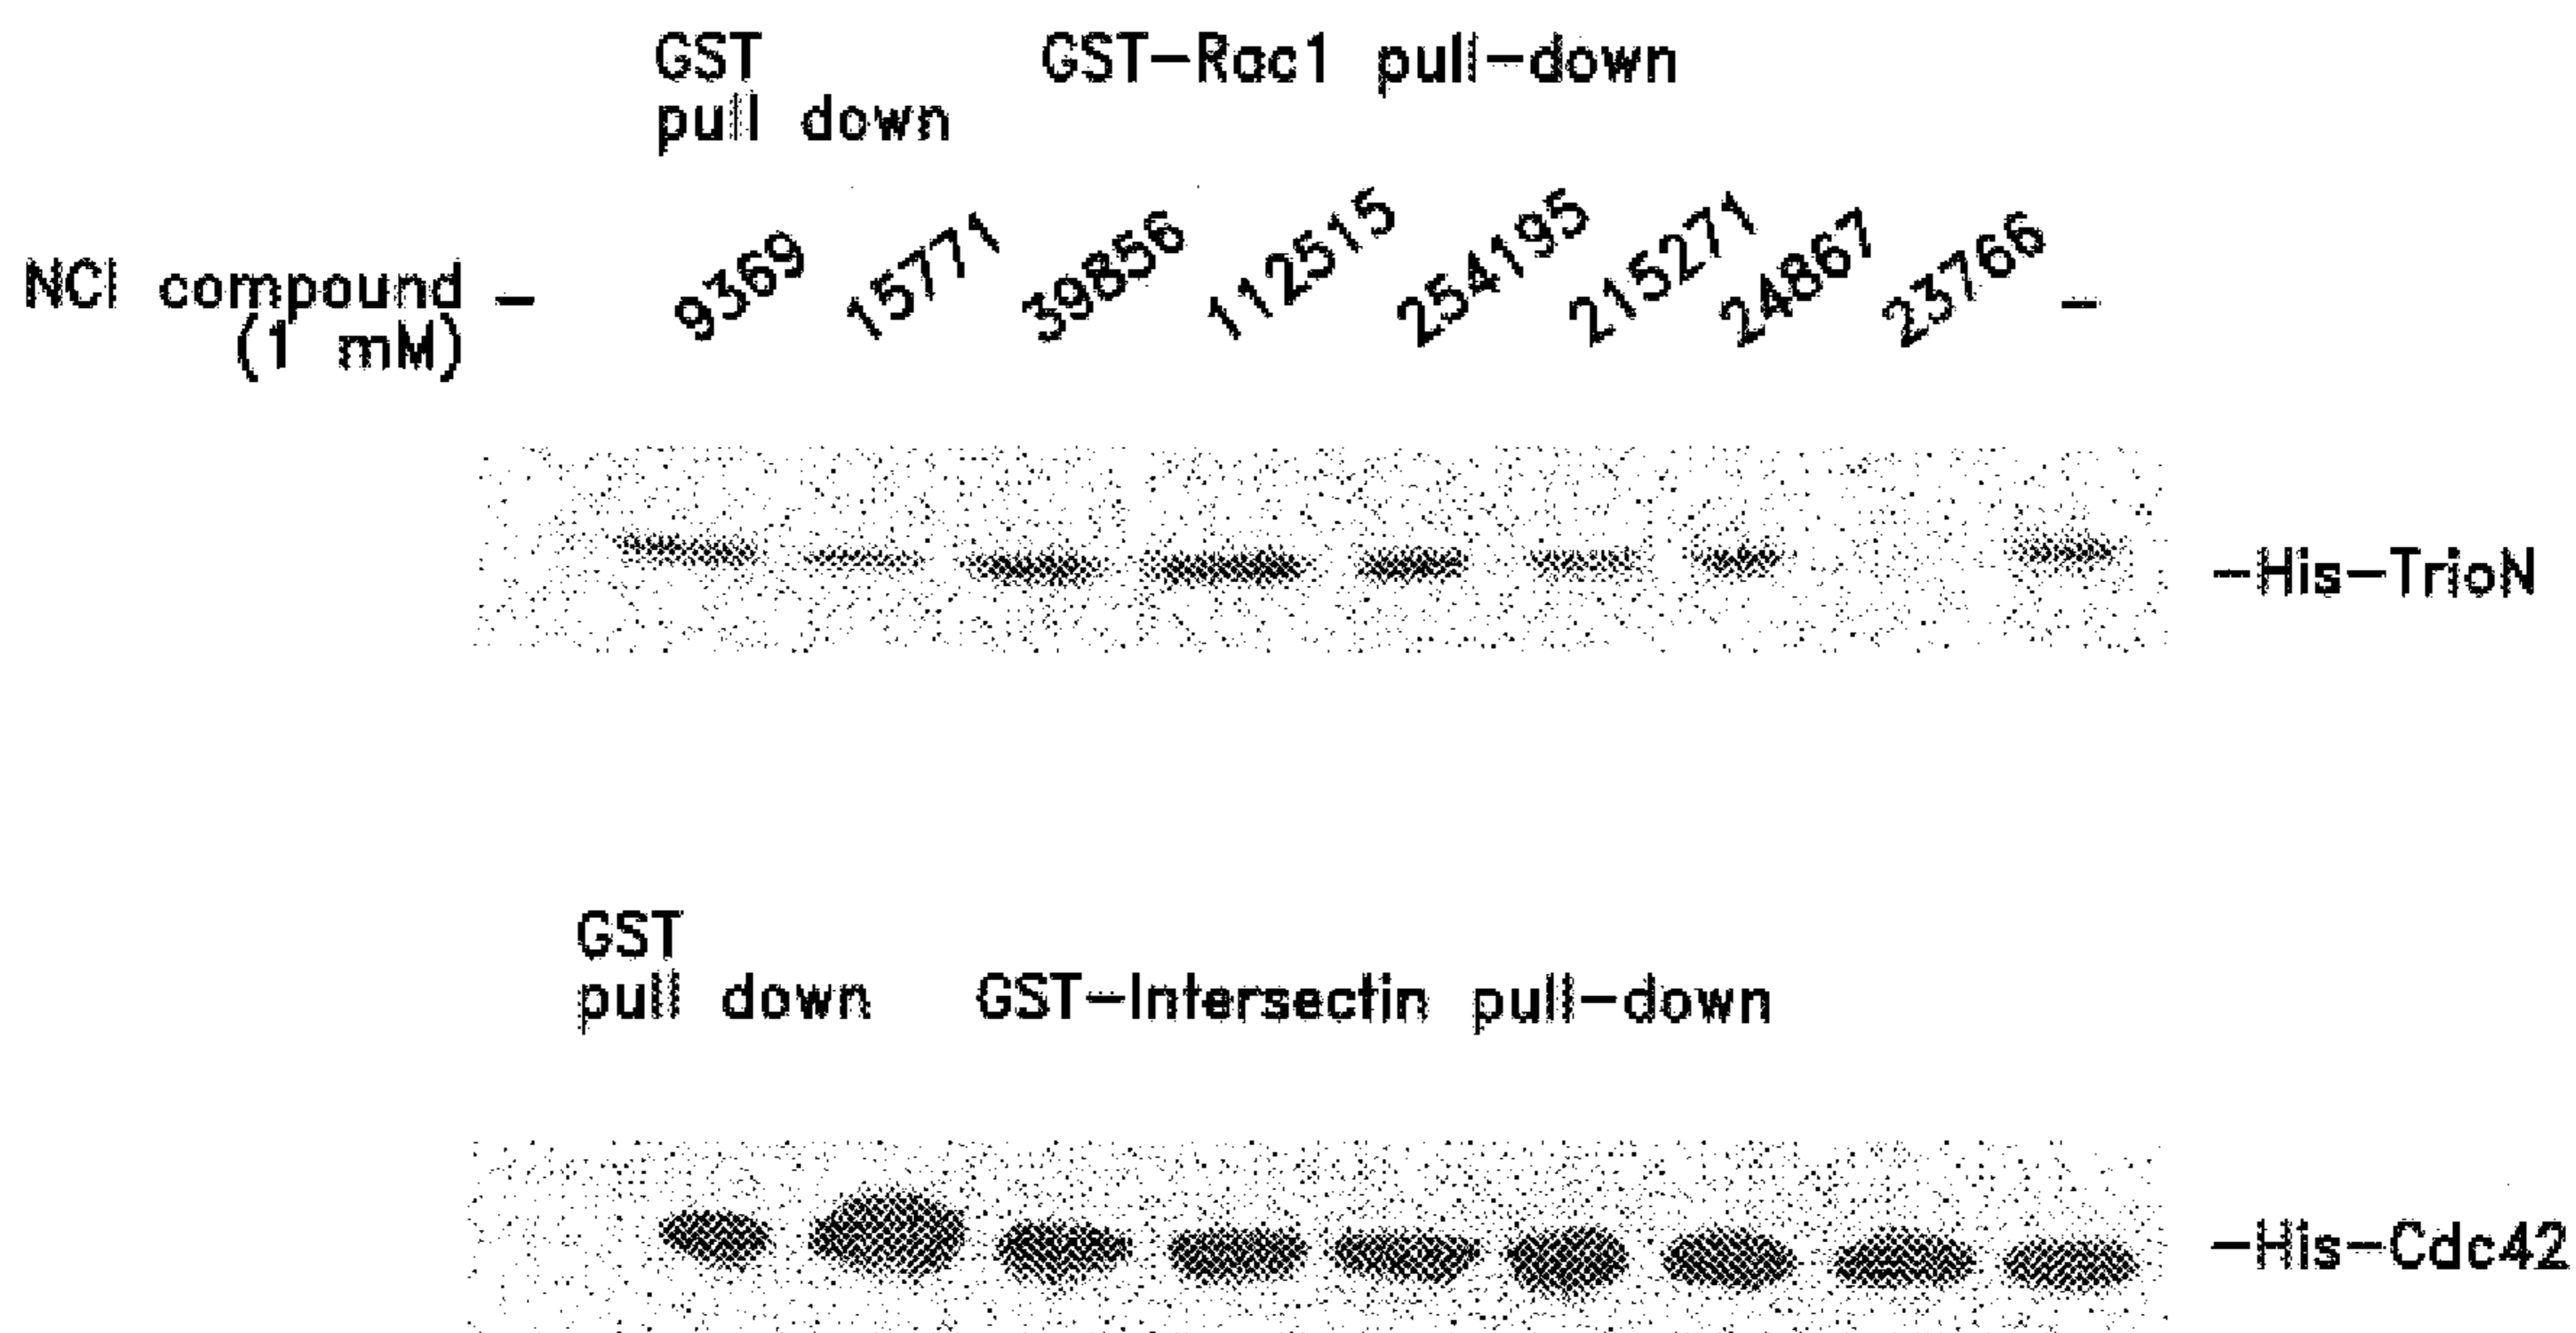 GST GST-Rac1 pull-down
pull down
NCI compound - 9369 15771 39856 112515 254195 215271 24867 23766 -
(1 mM)
-His-TrioN
GST
pull down GST-Intersectin pull-down
-His-Cdc42